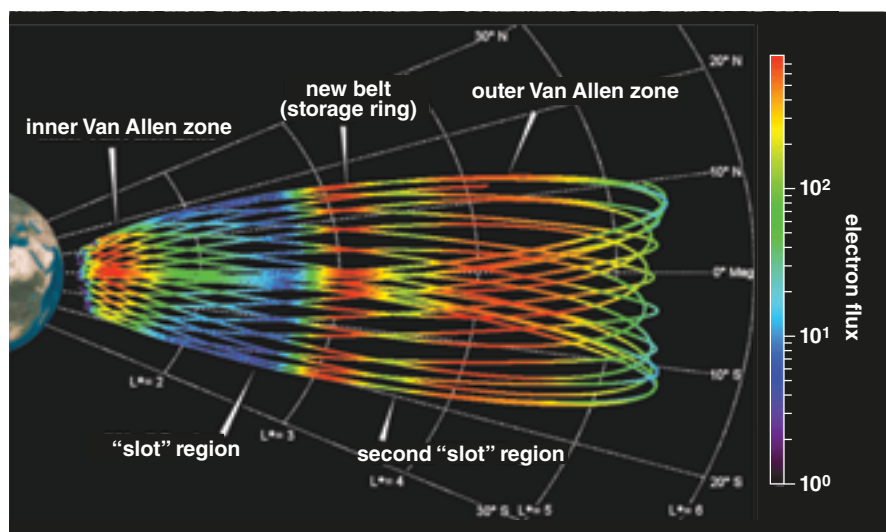 30° N
20° N
new belt
(storage ring)
outer Van Allen zone
inner Van Allen zone
10° N
10²
electron flux
0° Mag
10¹
10° S
L*= 2
"slot" region
L*= 3
second "slot" region
L*= 4
20° S
10⁰
30° S
L*= 5
L*= 6